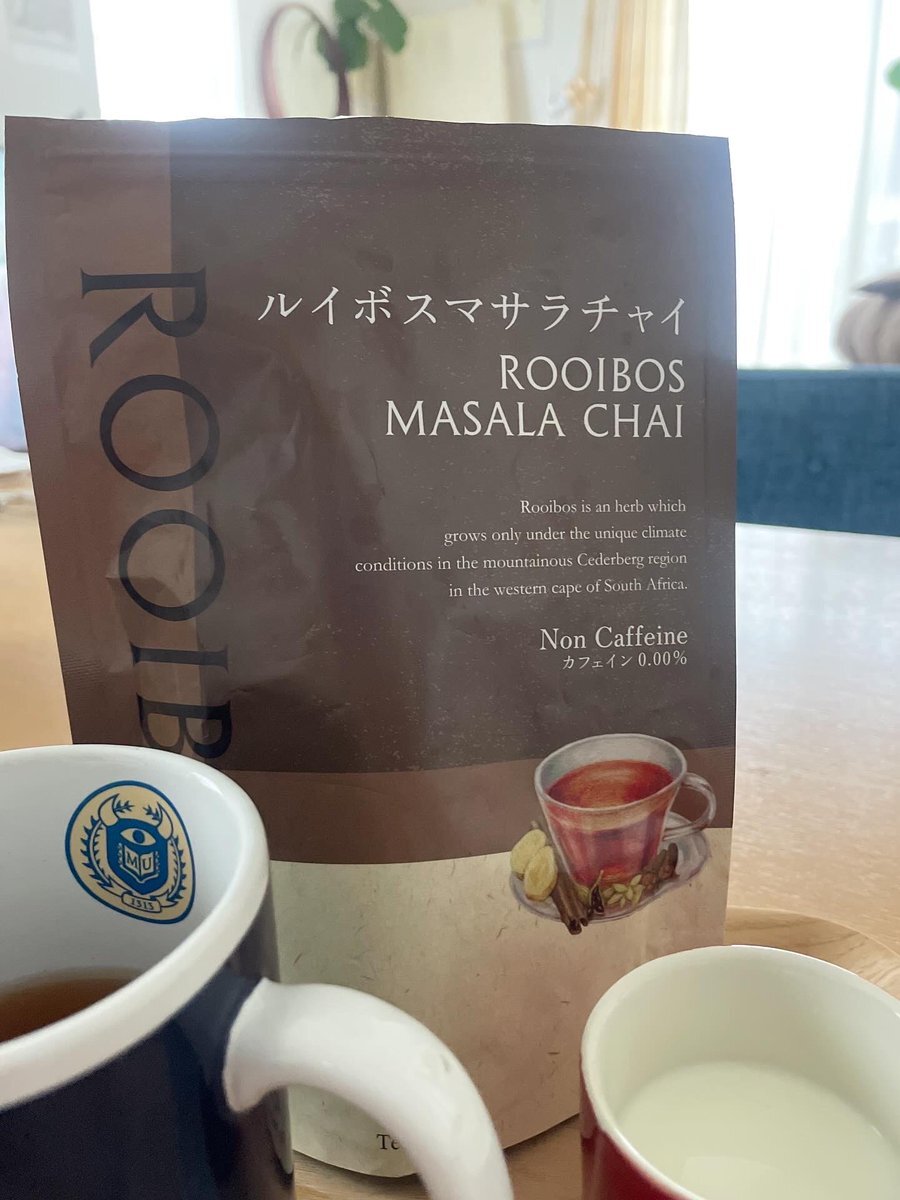 ROOIB
ルイボスマサラチャイ
ROOIBOS
MASALA CHAI
Rooibos is an herb which
grows only under the unique climate
conditions in the mountainous Cederberg region
in the western cape of South Africa.
Non Caffeine
カフェイン 0.00%
MU
1313